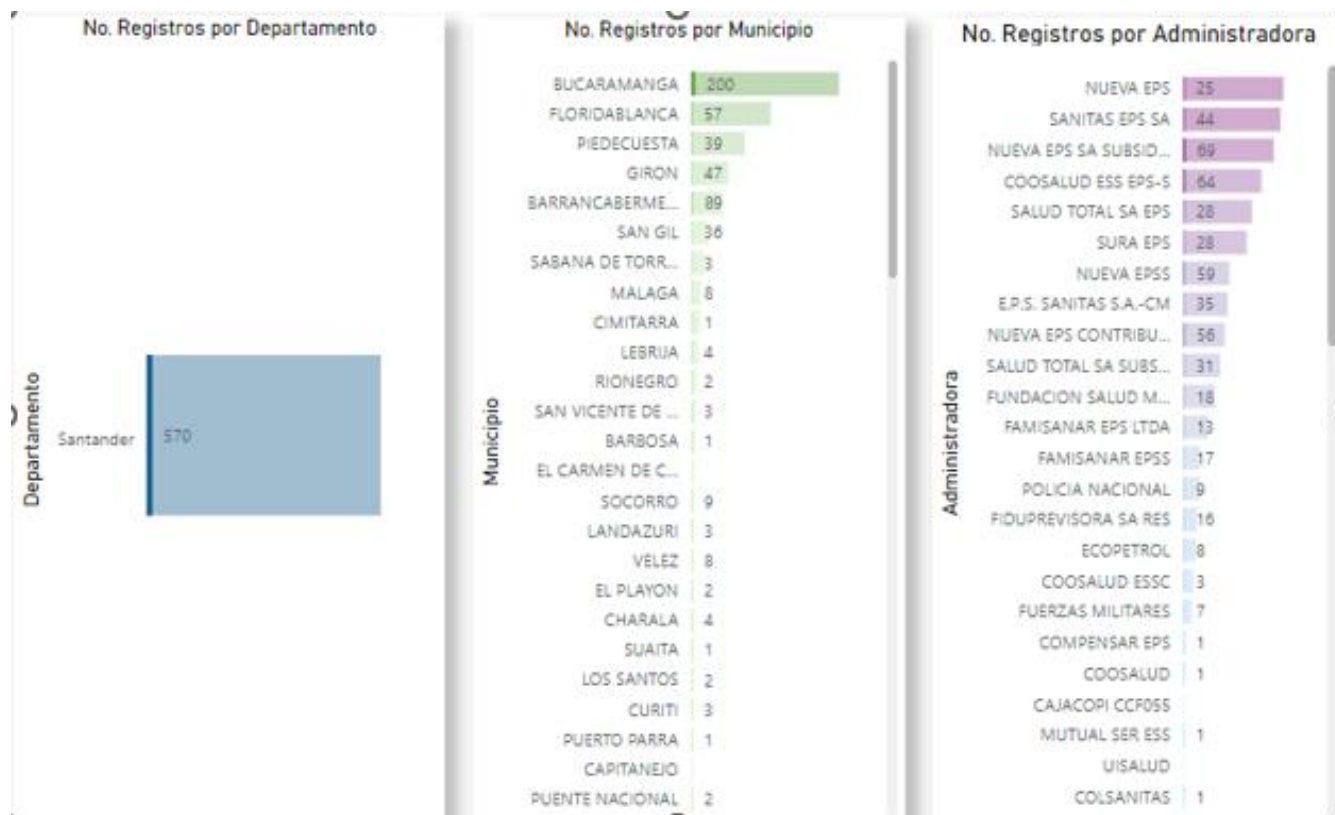 No. Registros por Departamento
Departamento
Santander 570
No. Registros por Municipio
Municipio
BUCARAMANGA 200
FLORIDABLANCA 57
PIEDECUESTA 39
GIRON 47
BARRANCABERME... 89
SAN GIL 36
SABANA DE TORR... 3
MALAGA 8
CIMITARRA 1
LEBRIJA 4
RIONEGRO 2
SAN VICENTE DE ... 3
BARBOSA 1
EL CARMEN DE C...
SOCORRO 9
LANDAZURI 3
VELEZ 8
EL PLAYON 2
CHARALA 4
SUAITA 1
LOS SANTOS 2
CURITI 3
PUERTO PARRA 1
CAPITANEJO
PUENTE NACIONAL 2
No. Registros por Administradora
Administradora
NUEVA EPS 25
SANITAS EPS SA 44
NUEVA EPS SA SUBSID... 69
COOSALUD ESS EPS-S 64
SALUD TOTAL SA EPS 28
SURA EPS 28
NUEVA EPSS 59
E.P.S. SANITAS S.A.-CM 35
NUEVA EPS CONTRIBU... 56
SALUD TOTAL SA SUBS... 31
FUNDACION SALUD M... 18
FAMISANAR EPS LTDA 13
FAMISANAR EPSS 17
POLICIA NACIONAL 9
FIDUPREVISORA SA RES 16
ECOPETROL 8
COOSALUD ESSC 3
FUERZAS MILITARES 7
COMPENSAR EPS 1
COOSALUD 1
CAJACOPI CCF055
MUTUAL SER ESS 1
UISALUD
COLSANITAS 1